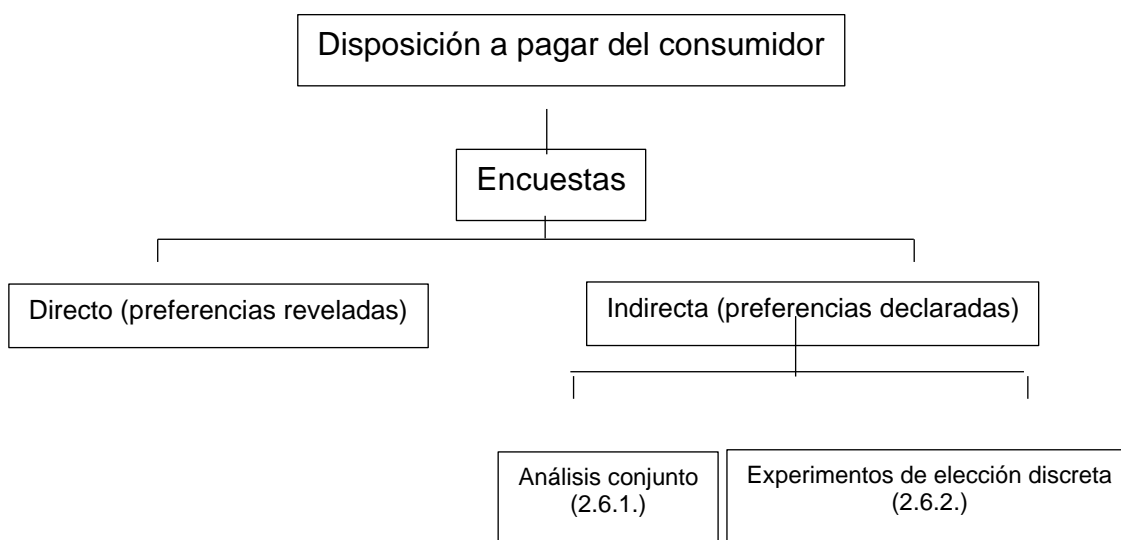 Disposición a pagar del consumidor
Encuestas
Directo (preferencias reveladas)
Indirecta (preferencias declaradas)
Análisis conjunto
(2.6.1.)
Experimentos de elección discreta
(2.6.2.)